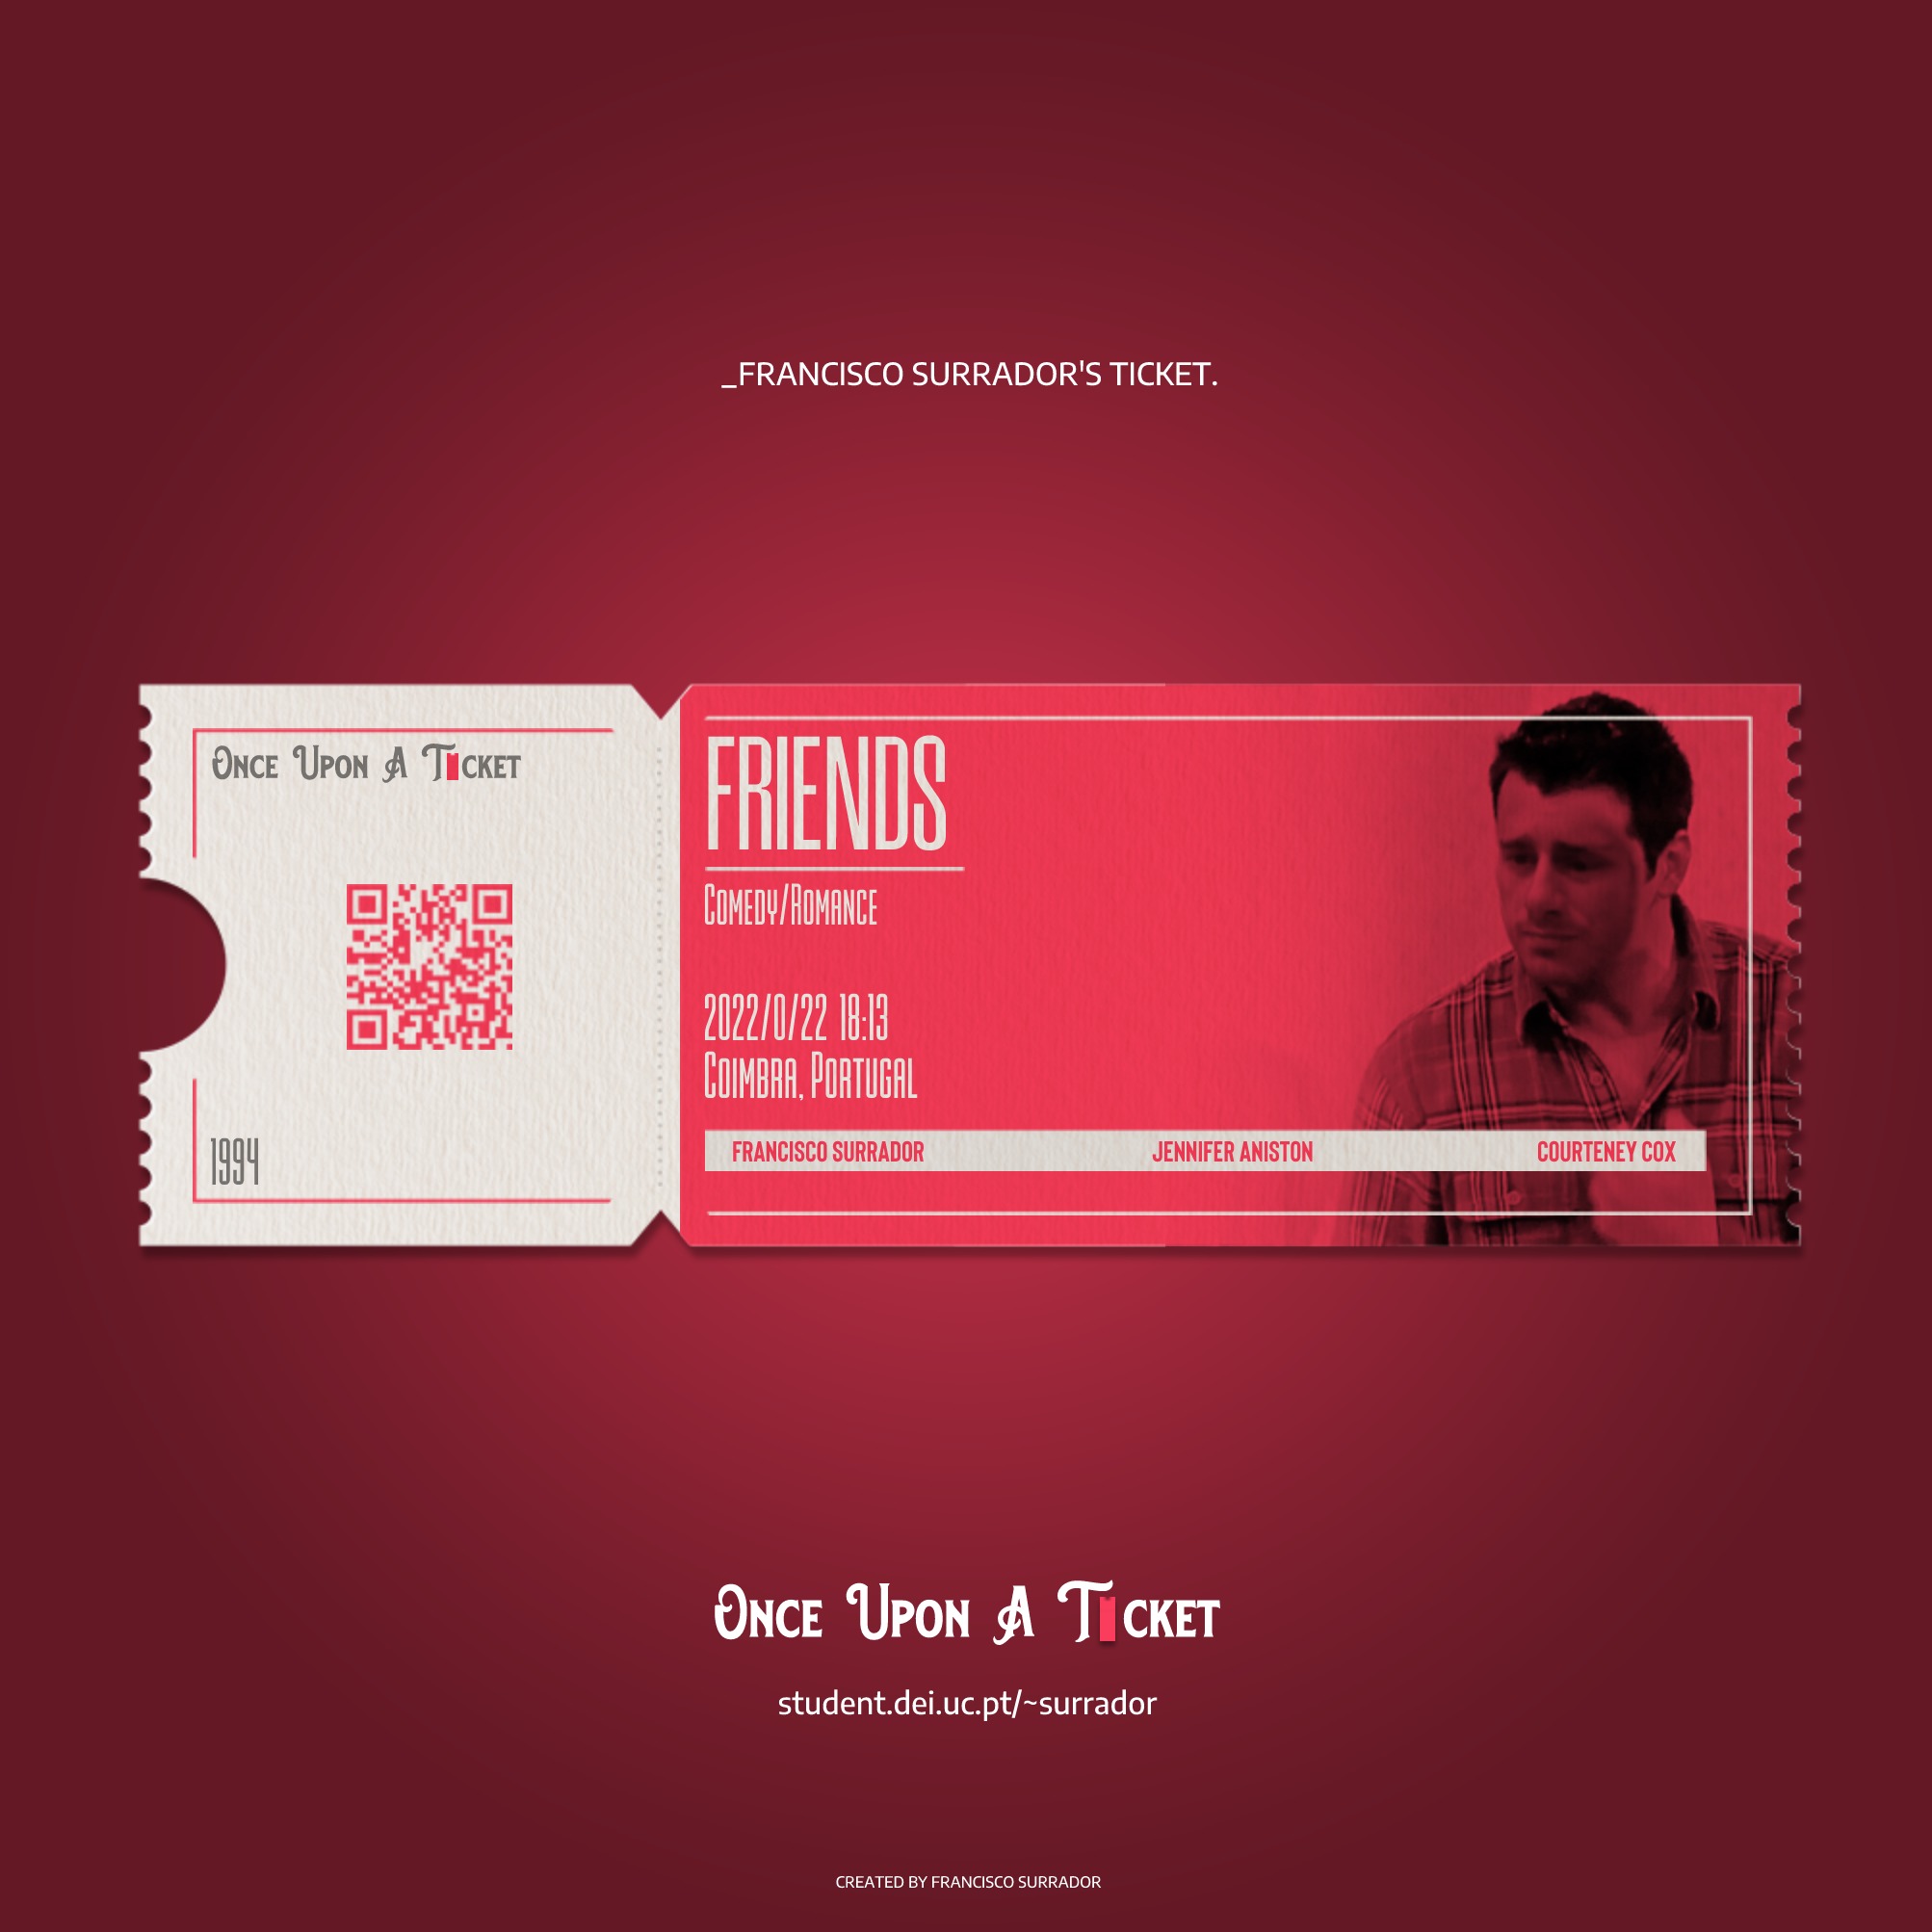 _FRANCISCO SURRADOR'S TICKET.
Once Upon A Ticket
1994
FRIENDS
Comedy/Romance
2022/0/22 18:13
Coimbra, Portugal
FRANCISCO SURRADOR JENNIFER ANISTON COURTENEY COX
Once Upon A Ticket
student.dei.uc.pt/~surrador
CREATED BY FRANCISCO SURRADOR